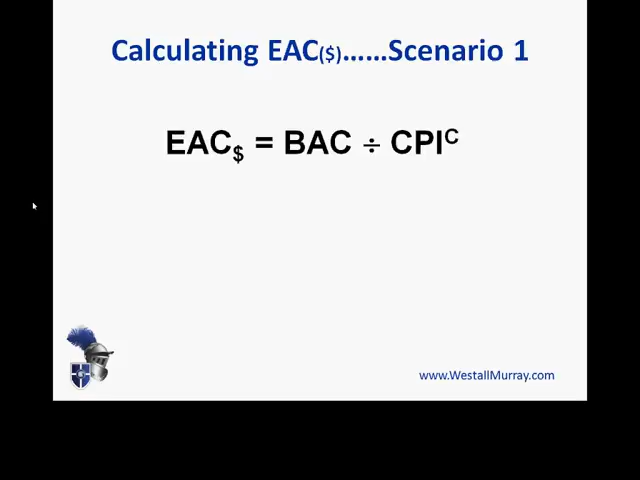 Calculating EAC($)......Scenario 1
EAC$ = BAC ÷ CPIC
www.WestallMurray.com